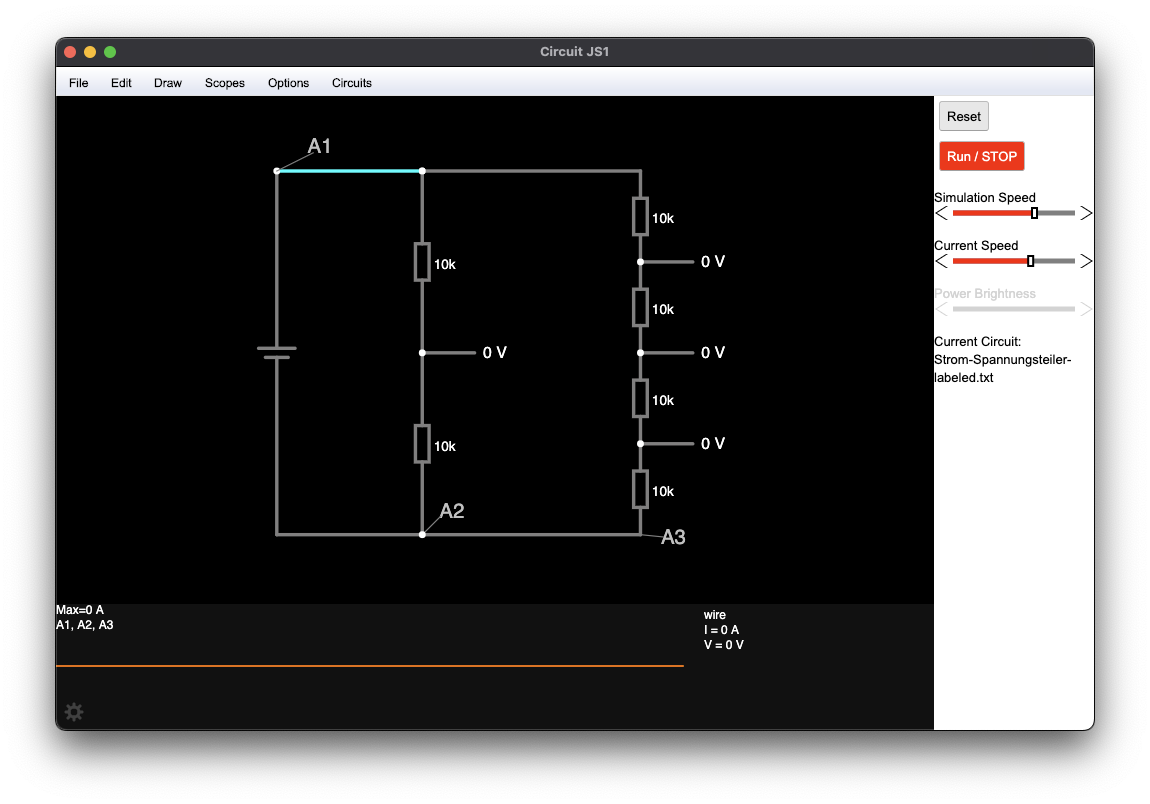 Circuit JS1
File Edit Draw Scopes Options Circuits
Reset
Run / STOP
Simulation Speed
Current Speed
Power Brightness
Current Circuit:
Strom-Spannungsteiler-
labeled.txt
A1
10k
10k
0 V
10k
0 V
10k
0 V
10k
0 V
10k
10k
A2
A3
Max=0 A
A1, A2, A3
wire
I = 0 A
V = 0 V